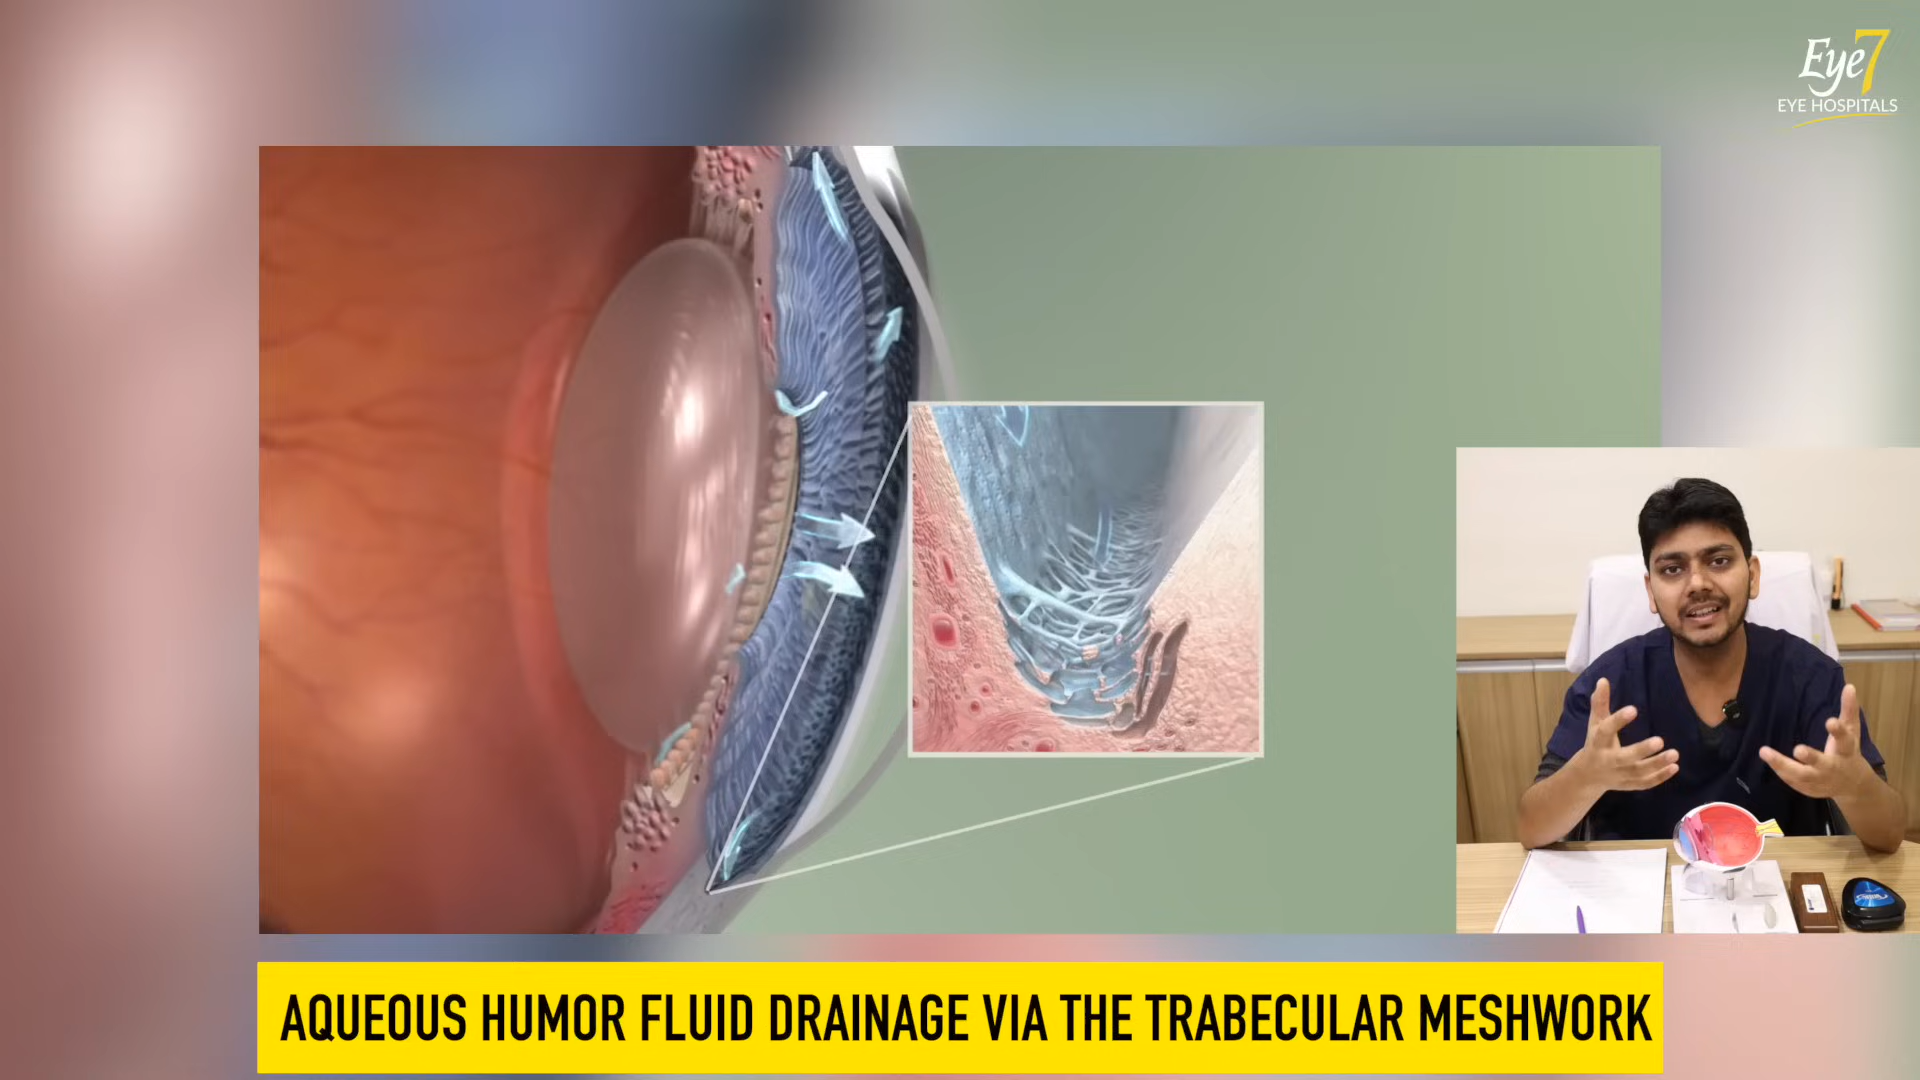 Eye7
EYE HOSPITALS
AQUEOUS HUMOR FLUID DRAINAGE VIA THE TRABECULAR MESHWORK